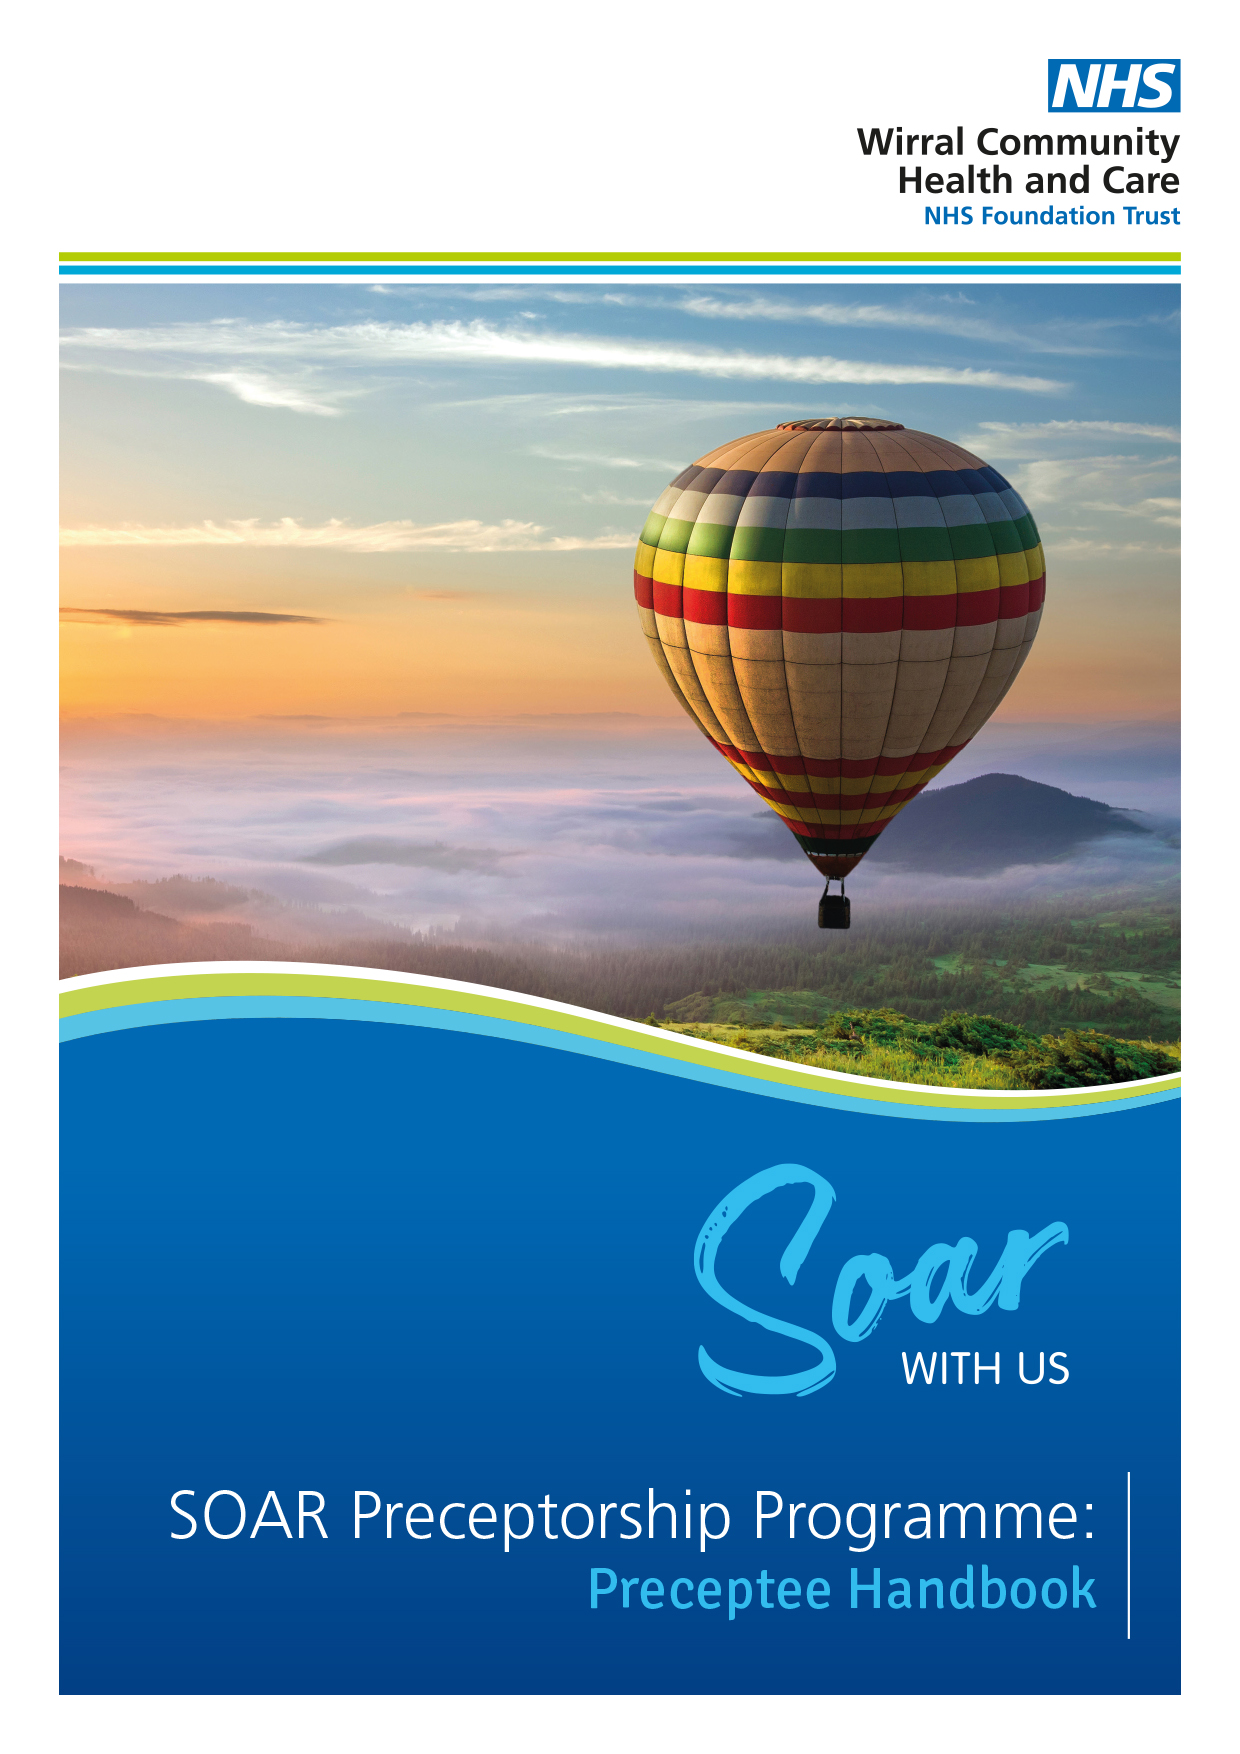 NHS
Wirral Community
Health and Care
NHS Foundation Trust
Soar
WITH US
SOAR Preceptorship Programme:
Preceptee Handbook